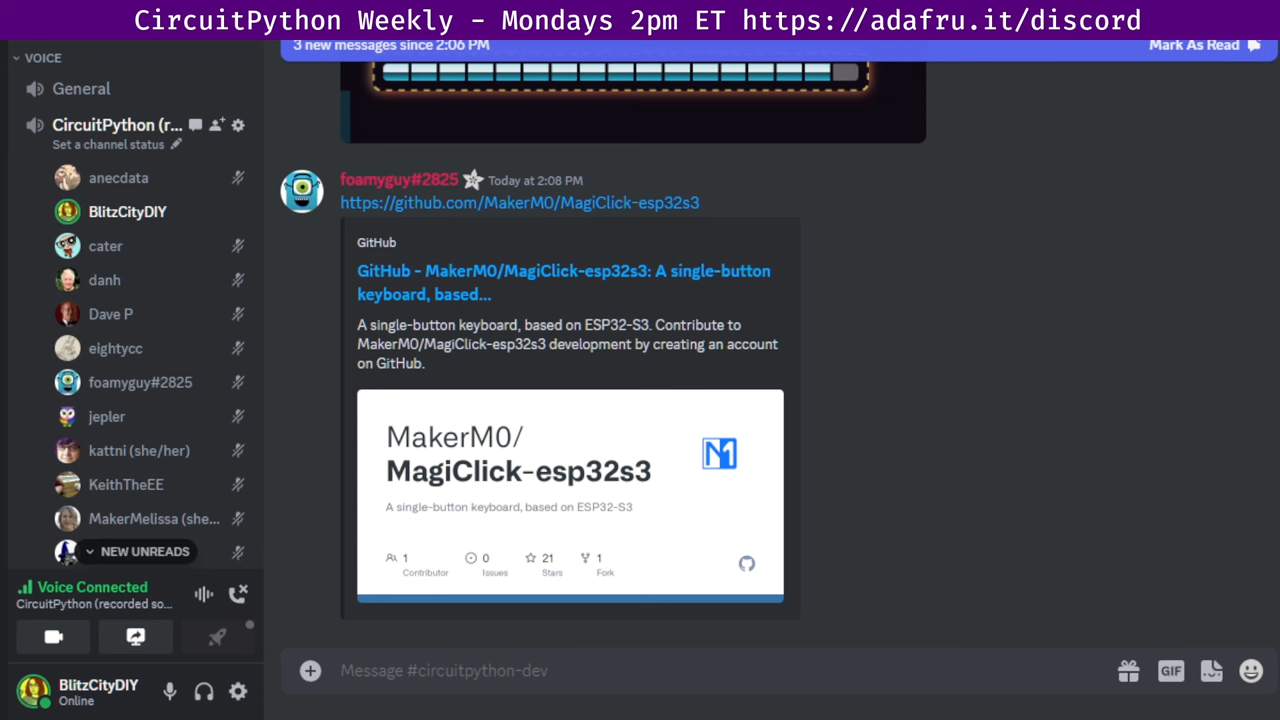 CircuitPython Weekly - Mondays 2pm ET https://adafru.it/discord
VOICE
General
CircuitPython (r...
Set a channel status
anecdata
BlitzCityDIY
cater
danh
Dave P
eightycc
foamyguy#2825
jepler
kattni (she/her)
KeithTheEE
MakerMelissa (she...
NEW UNREADS
Voice Connected
CircuitPython (recorded so...
BlitzCityDIY
Online
3 new messages since 2:06 PM
Mark As Read
foamyguy#2825 Today at 2:08 PM
https://github.com/MakerM0/MagiClick-esp32s3
GitHub
GitHub - MakerM0/MagiClick-esp32s3: A single-button
keyboard, based...
A single-button keyboard, based on ESP32-S3. Contribute to
MakerM0/MagiClick-esp32s3 development by creating an account
on GitHub.
MakerM0/
MagiClick-esp32s3
A single-button keyboard, based on ESP32-S3
1 0 21 1
Contributor Issues Stars Fork
Message #circuitpython-dev
GIF